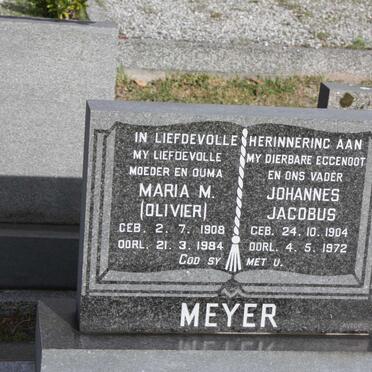 IN LIEFDEVOLLE HERINNERING AAN
MY LIEFDEVOLLE
MOEDER EN OUMA
MARIA M.
(OLIVIER)
GEB. 2.7.1908
OORL. 21.3.1984
MY DIERBARE EGGENOOT
EN ONS VADER
JOHANNES
JACOBUS
GEB. 24.10.1904
OORL. 4.5.1972
GOD SY MET U.
MEYER